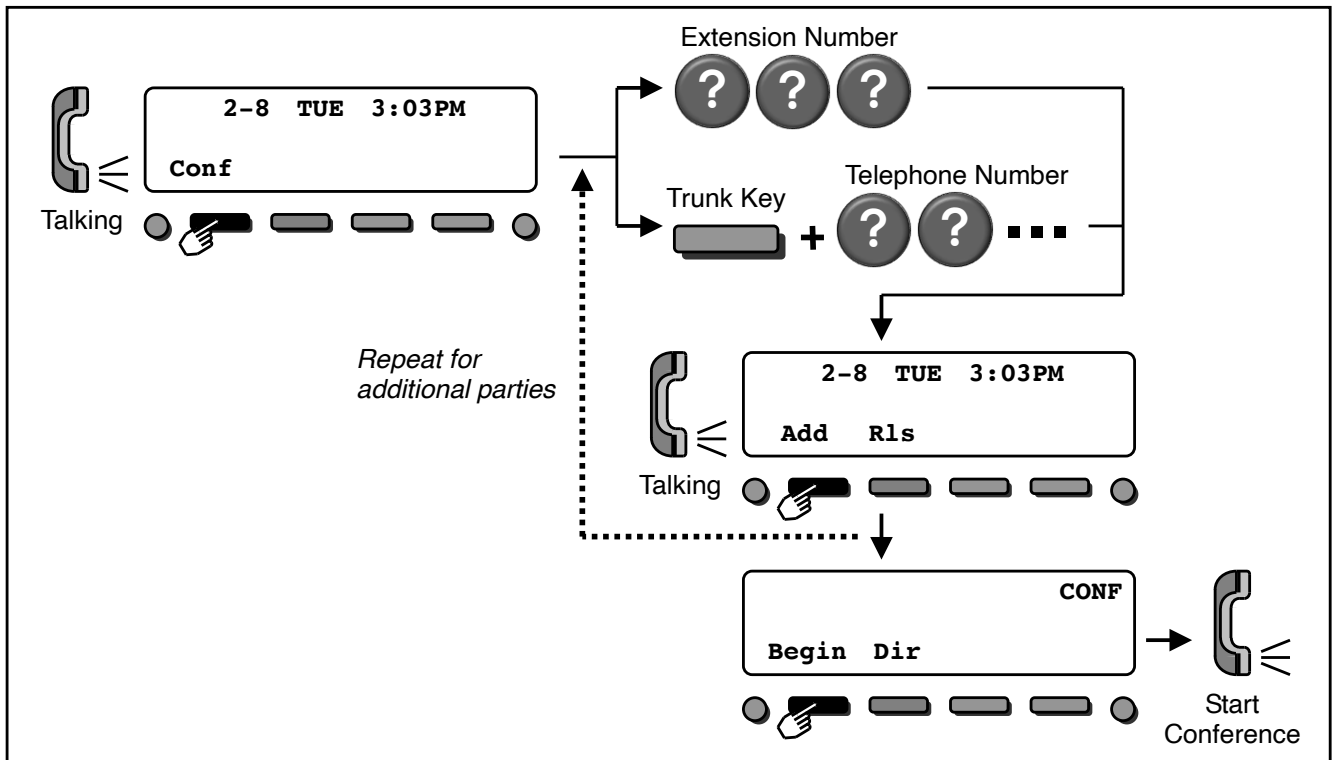 Extension Number
? ? ?
2-8 TUE 3:03PM
Conf
Talking
Trunk Key
+
Telephone Number
? ? ...
Repeat for
additional parties
2-8 TUE 3:03PM
Add Rls
Talking
CONF
Begin Dir
Start
Conference